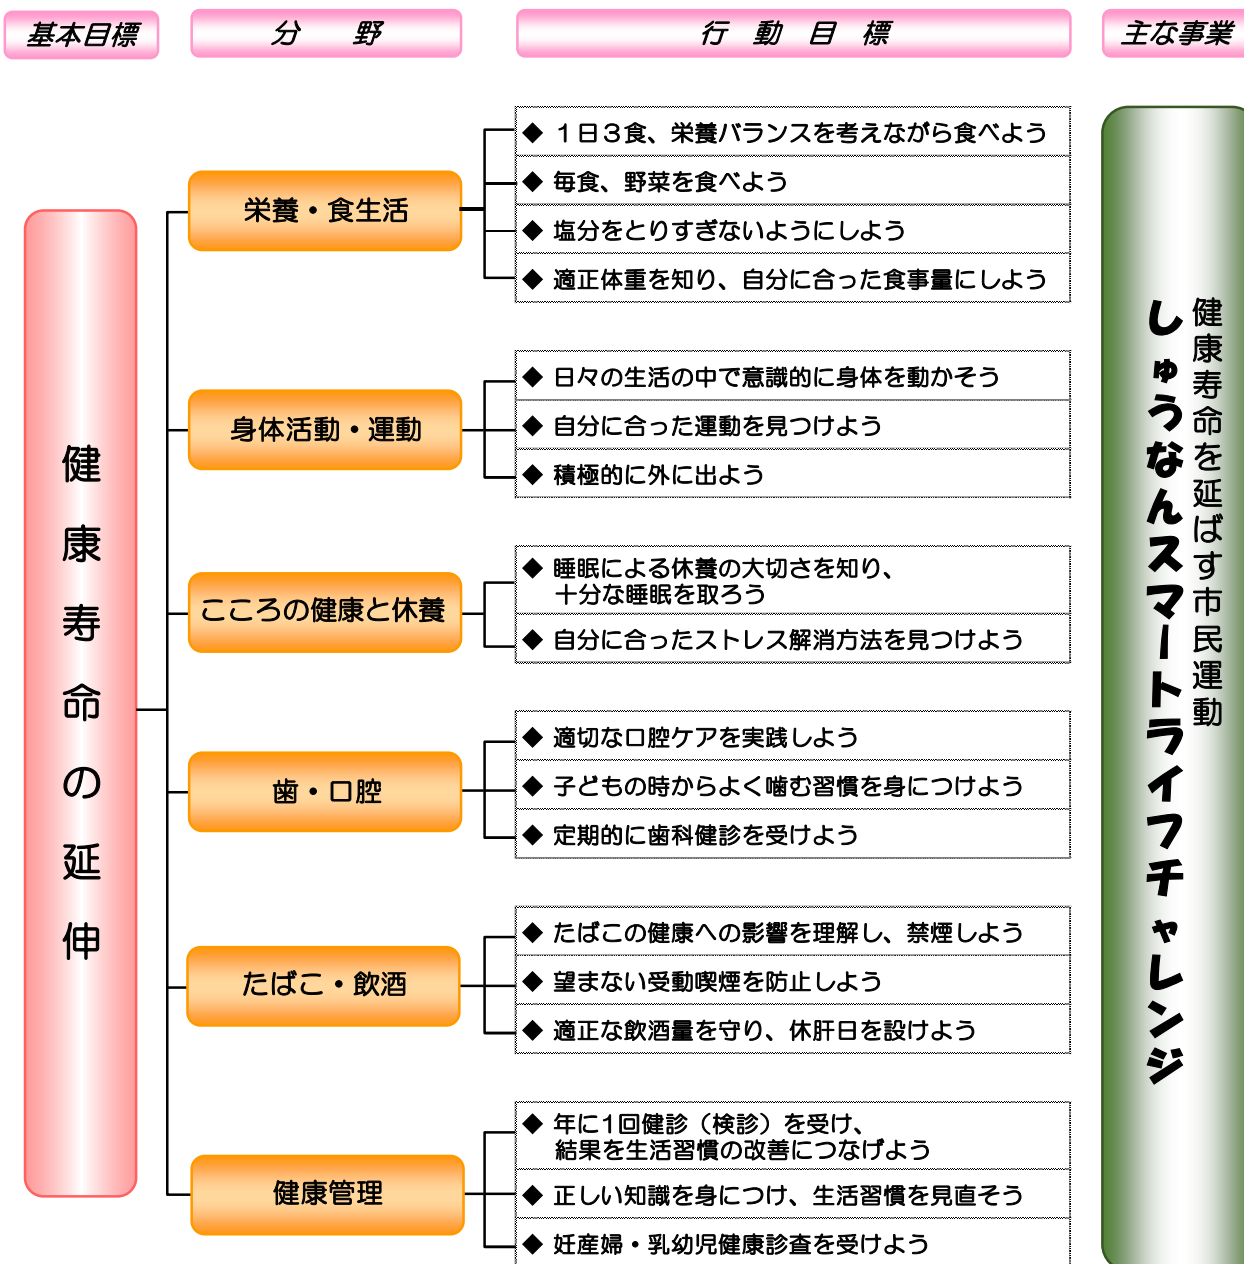 基本目標
分　野
行　動　目　標
主な事業
健康寿命の延伸
栄養・食生活
◆ １日３食、栄養バランスを考えながら食べよう
◆ 毎食、野菜を食べよう
◆ 塩分をとりすぎないようにしよう
◆ 適正体重を知り、自分に合った食事量にしよう
身体活動・運動
◆ 日々の生活の中で意識的に身体を動かそう
◆ 自分に合った運動を見つけよう
◆ 積極的に外に出よう
こころの健康と休養
◆ 睡眠による休養の大切さを知り、
十分な睡眠を取ろう
◆ 自分に合ったストレス解消方法を見つけよう
歯・口腔
◆ 適切な口腔ケアを実践しよう
◆ 子どもの時からよく噛む習慣を身につけよう
◆ 定期的に歯科健診を受けよう
たばこ・飲酒
◆ たばこの健康への影響を理解し、禁煙しよう
◆ 望まない受動喫煙を防止しよう
◆ 適正な飲酒量を守り、休肝日を設けよう
健康管理
◆ 年に1回健診（検診）を受け、
結果を生活習慣の改善につなげよう
◆ 正しい知識を身につけ、生活習慣を見直そう
◆ 妊産婦・乳幼児健康診査を受けよう
健康寿命を延ばす市民運動
しゅうなんスマートライフチャレンジ